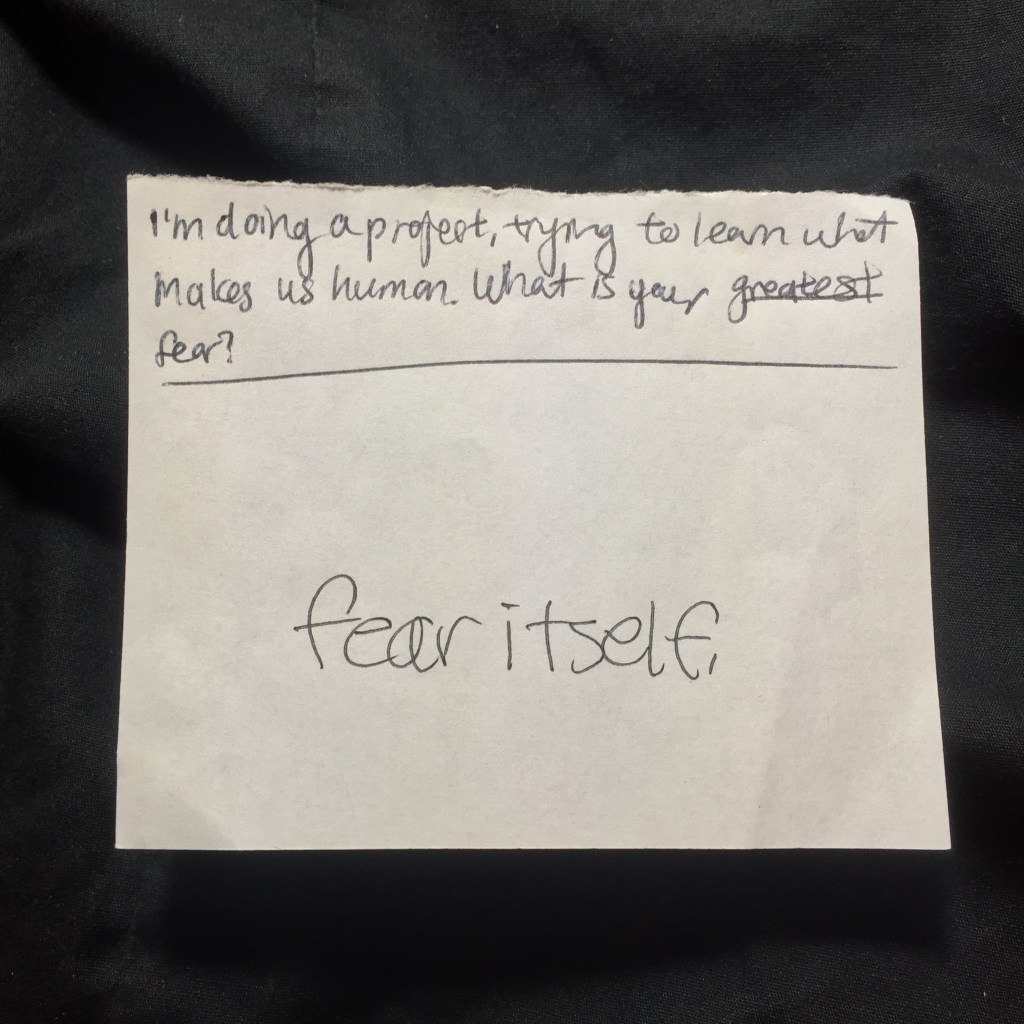 I'm doing a project, trying to learn what
makes us human. What is your greatest
fear?
fear itself.